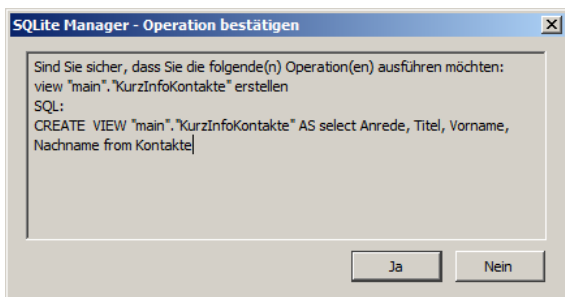 SQLite Manager - Operation bestätigen
Sind Sie sicher, dass Sie die folgende(n) Operation(en) ausführen möchten:
view "main"."KurzInfoKontakte" erstellen
SQL:
CREATE  VIEW "main"."KurzInfoKontakte" AS select Anrede, Titel, Vorname,
Nachname from Kontakte
Ja
Nein